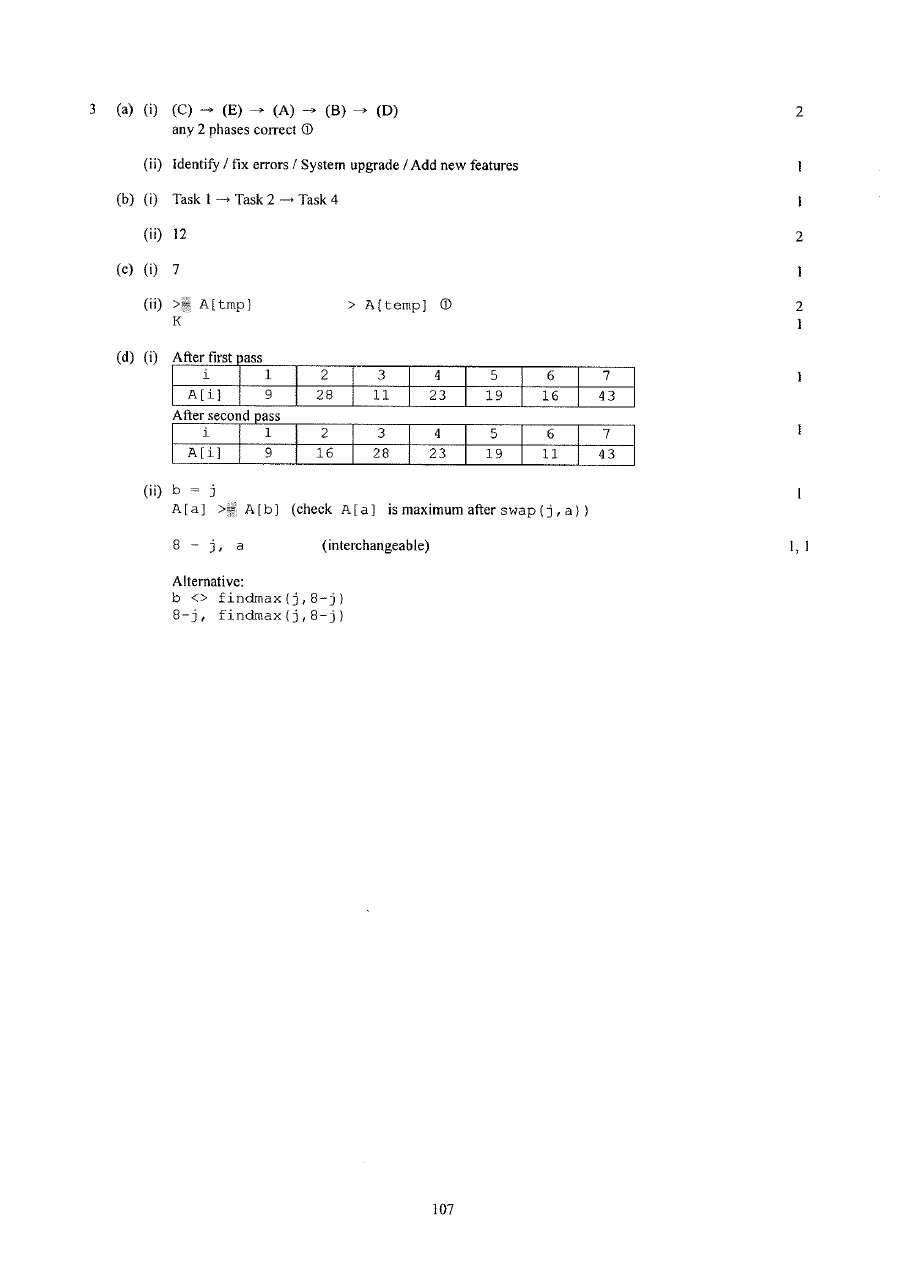 3 (a) (i) (C) → (E) → (A) → (B) → (D) 2
any 2 phases correct ①
(ii) Identify / fix errors / System upgrade / Add new features 1
(b) (i) Task 1 → Task 2 → Task 4 1
(ii) 12 2
(c) (i) 7 1
(ii) > A[tmp] > A[temp] ① 2
K 1
(d) (i) After first pass
i 1 2 3 4 5 6 7 1
A[i] 9 28 11 23 19 16 43
After second pass
i 1 2 3 4 5 6 7 1
A[i] 9 16 28 23 19 11 43
(ii) b = j 1
A[a] > A[b] (check A[a] is maximum after swap(j,a))
8 - j, a (interchangeable) 1, 1
Alternative:
b <> findmax(j,8-j)
8-j, findmax(j,8-j)
107